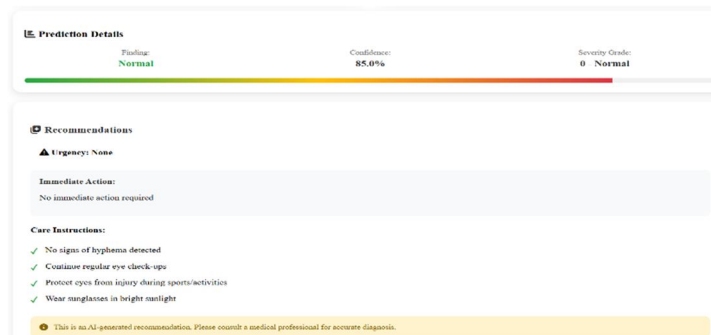 Prediction Details
Finding: Confidence: Severity Grade:
Normal 85.0% 0 Normal
Recommendations
Urgency: None
Immediate Action:
No immediate action required
Care Instructions:
No signs of hyphema detected
Continue regular eye check-ups
Protect eyes from injury during sports/activities
Wear sunglasses in bright sunlight
This is an AI-generated recommendation. Please consult a medical professional for accurate diagnosis.